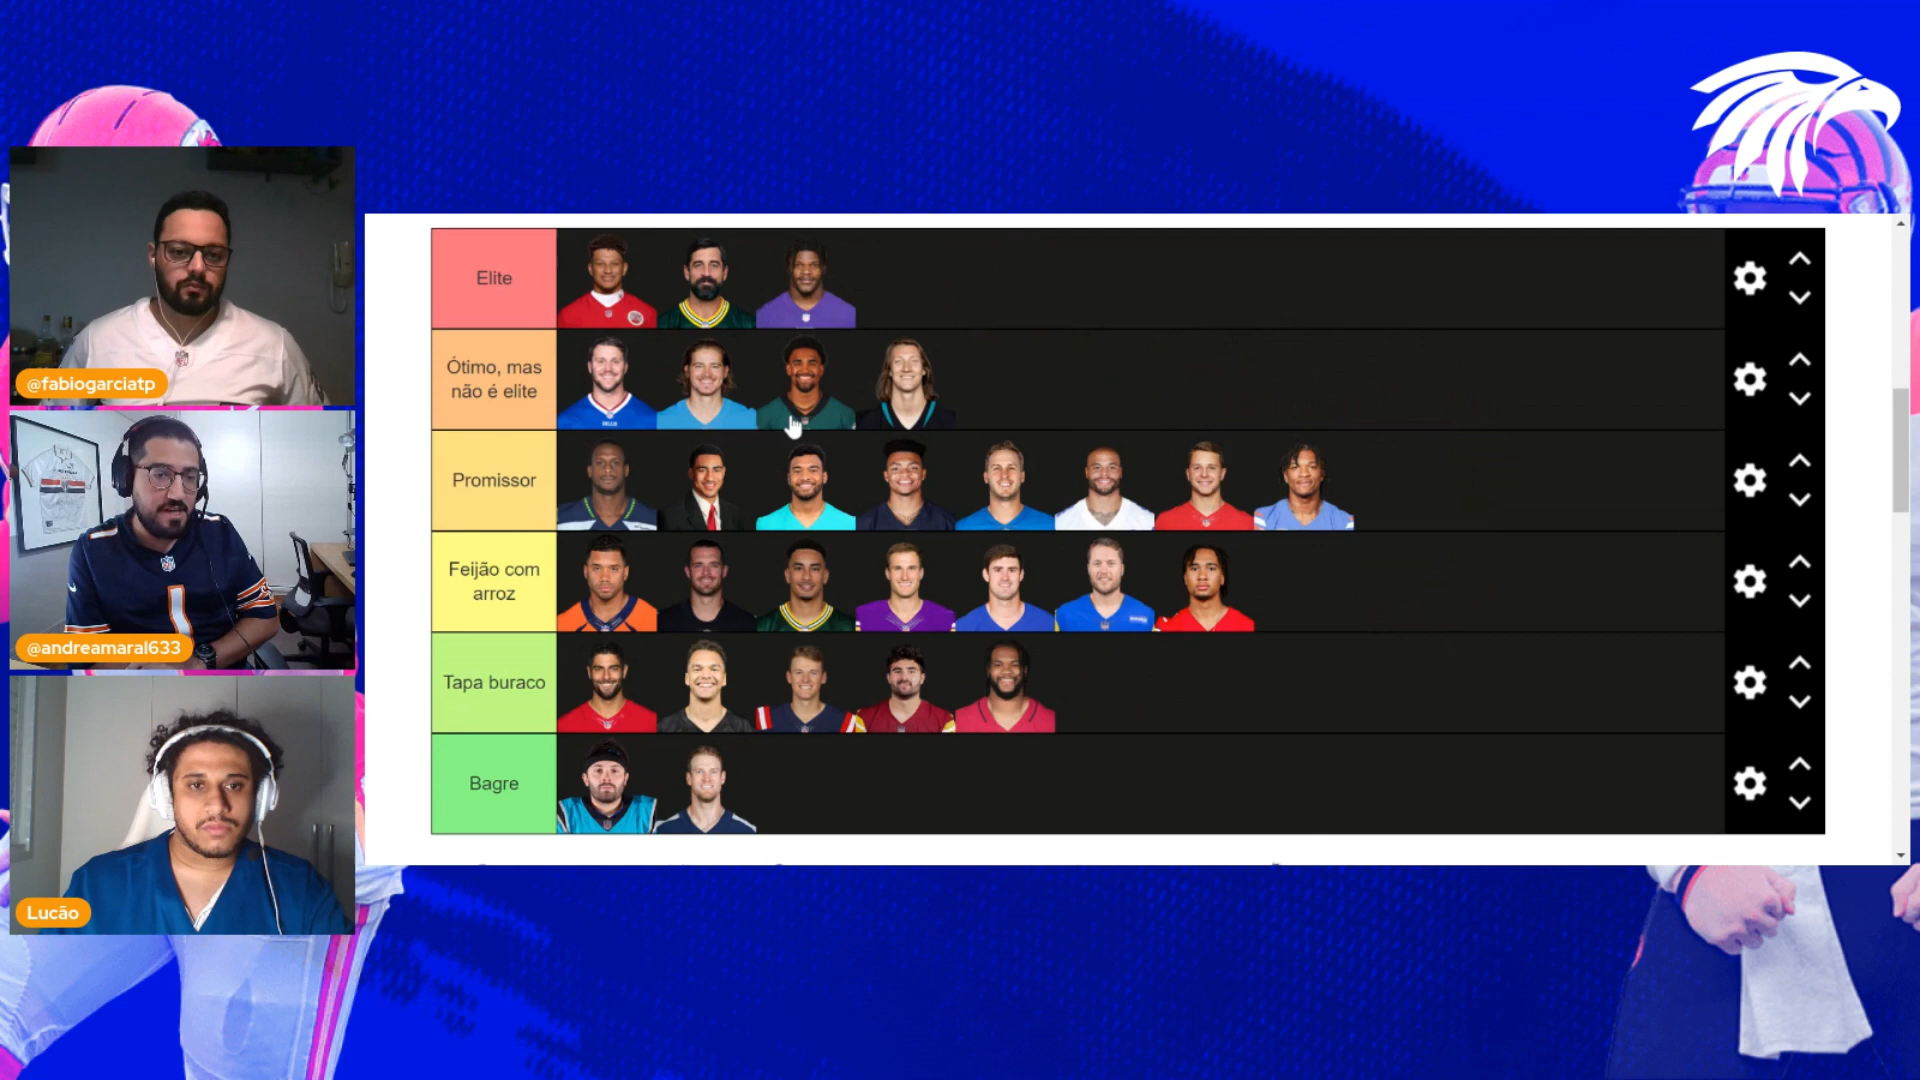 @fabiogarciatp
@andreamaral633
Lucão
Elite
Ótimo, mas
não é elite
Promissor
Feijão com
arroz
Tapa buraco
Bagre